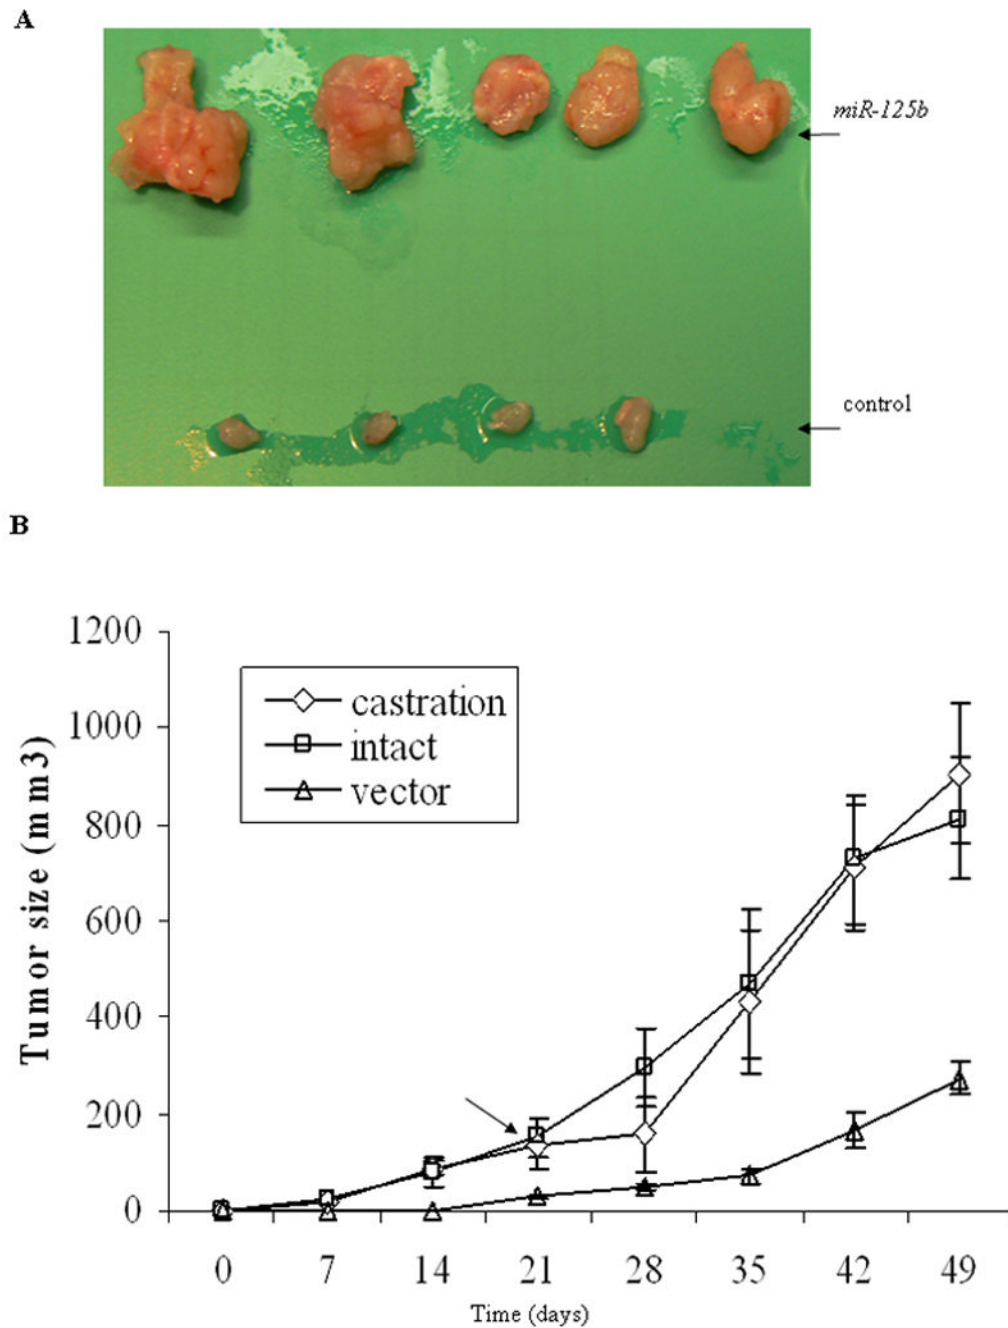 A
miR-125b
control
B
1200
1000
800
600
400
200
0
Tumor size (mm3)
castration
intact
vector
0 7 14 21 28 35 42 49
Time (days)